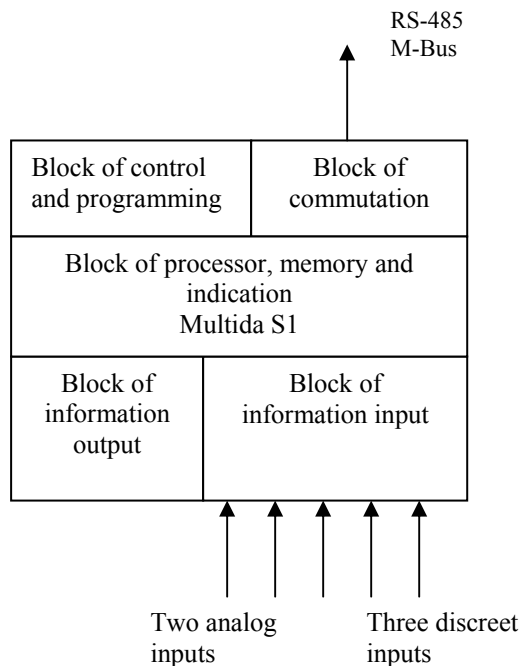 RS-485
M-Bus
Block of control
and programming
Block of
commutation
Block of processor, memory and
indication
Multida S1
Block of
information
output
Block of
information input
Two analog
inputs
Three discreet
inputs